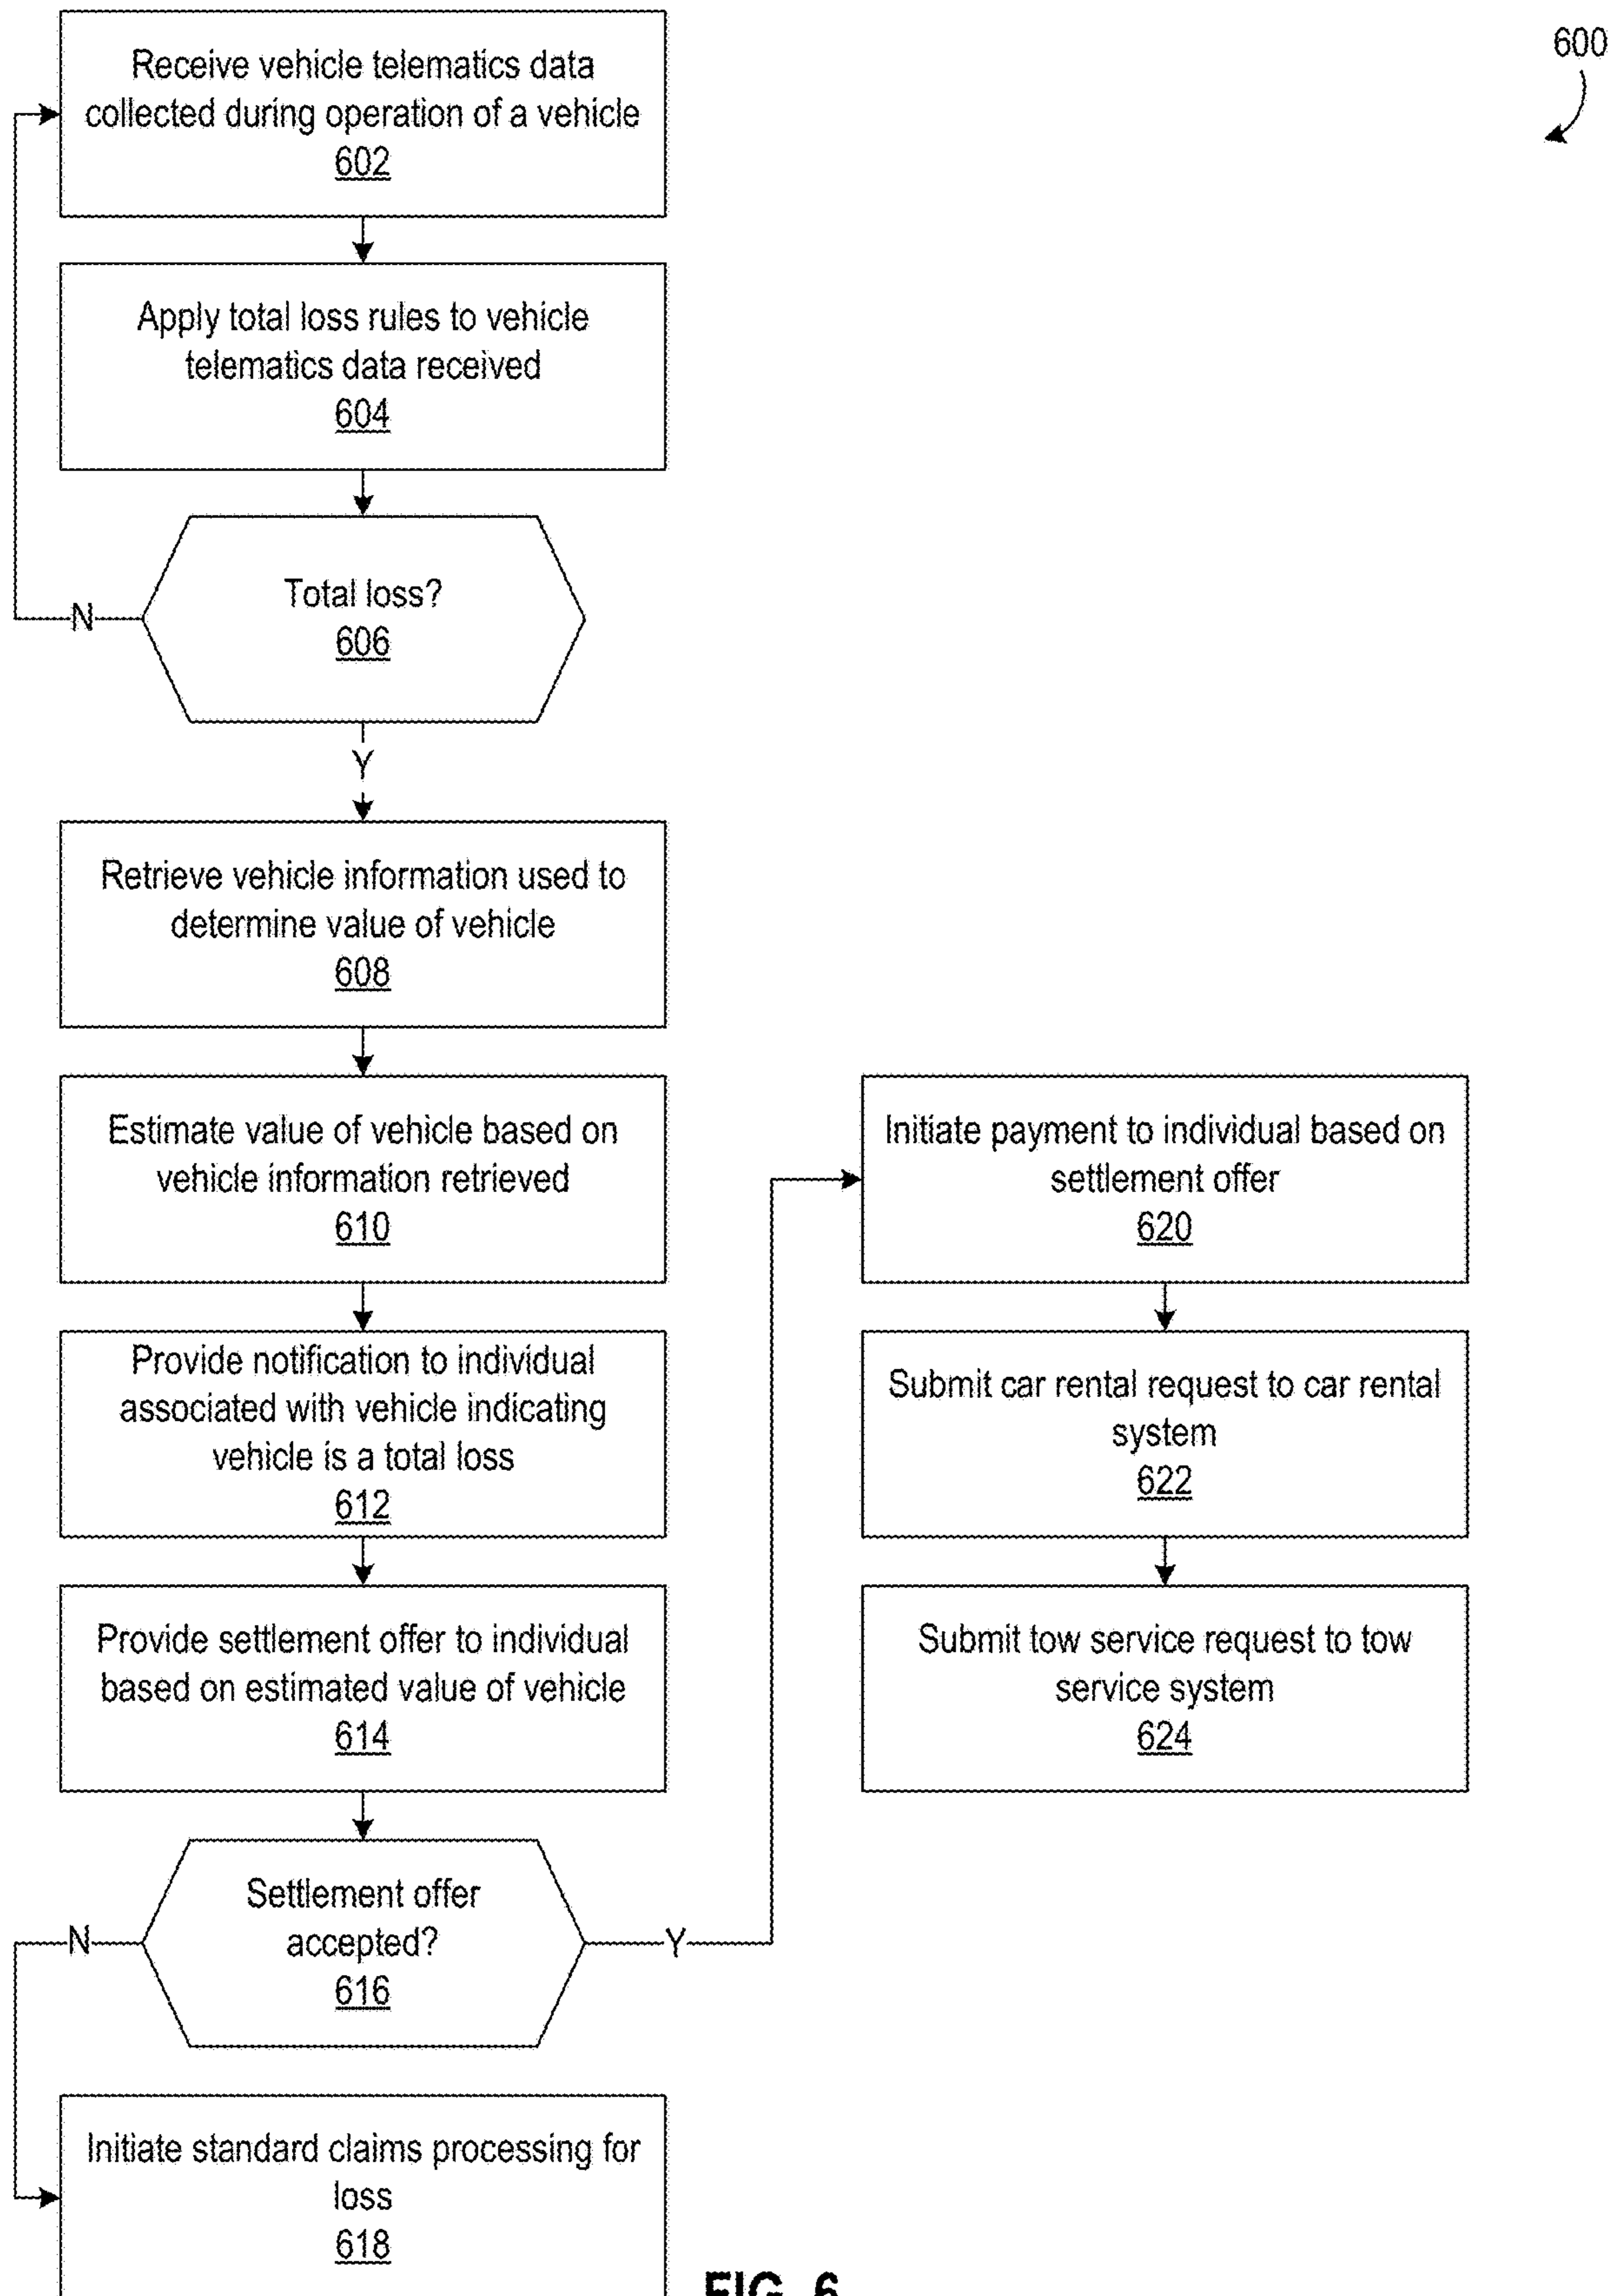 600
Receive vehicle telematics data
collected during operation of a vehicle
602
Apply total loss rules to vehicle
telematics data received
604
Total loss?
606
N
Y
Retrieve vehicle information used to
determine value of vehicle
608
Estimate value of vehicle based on
vehicle information retrieved
610
Provide notification to individual
associated with vehicle indicating
vehicle is a total loss
612
Provide settlement offer to individual
based on estimated value of vehicle
614
Settlement offer
accepted?
616
N
Y
Initiate standard claims processing for
loss
618
Initiate payment to individual based on
settlement offer
620
Submit car rental request to car rental
system
622
Submit tow service request to tow
service system
624
FIG. 6